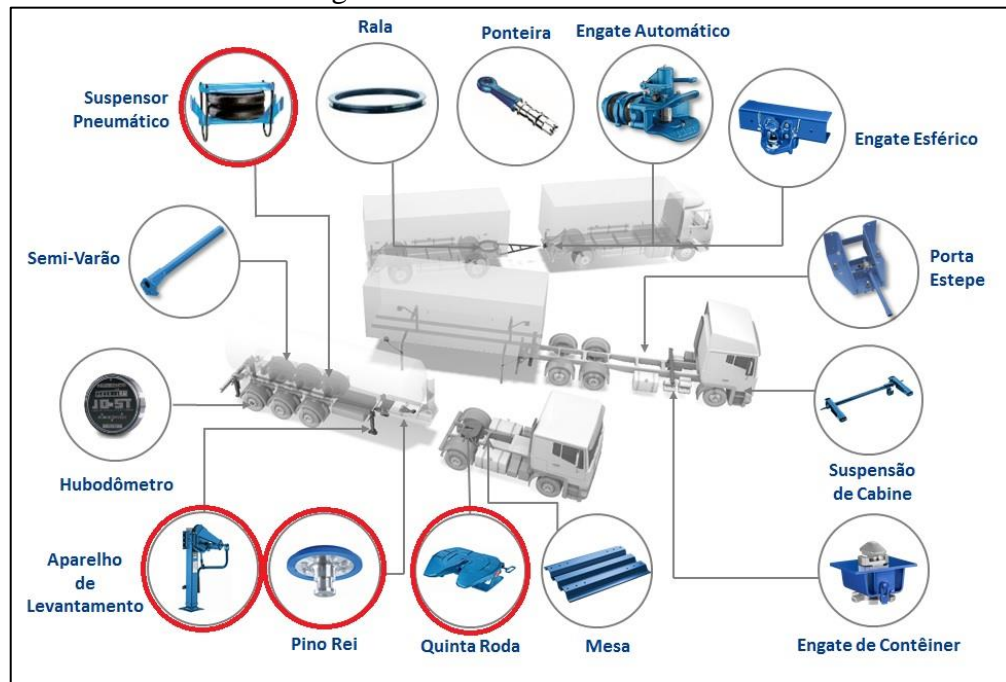 Rala
Ponteira
Engate Automático
Suspensor
Pneumático
Engate Esférico
Semi-Varão
Porta
Estepe
JOST
Hubodômetro
Suspensão
de Cabine
Aparelho
de
Levantamento
Pino Rei
Quinta Roda
Mesa
Engate de Contêiner